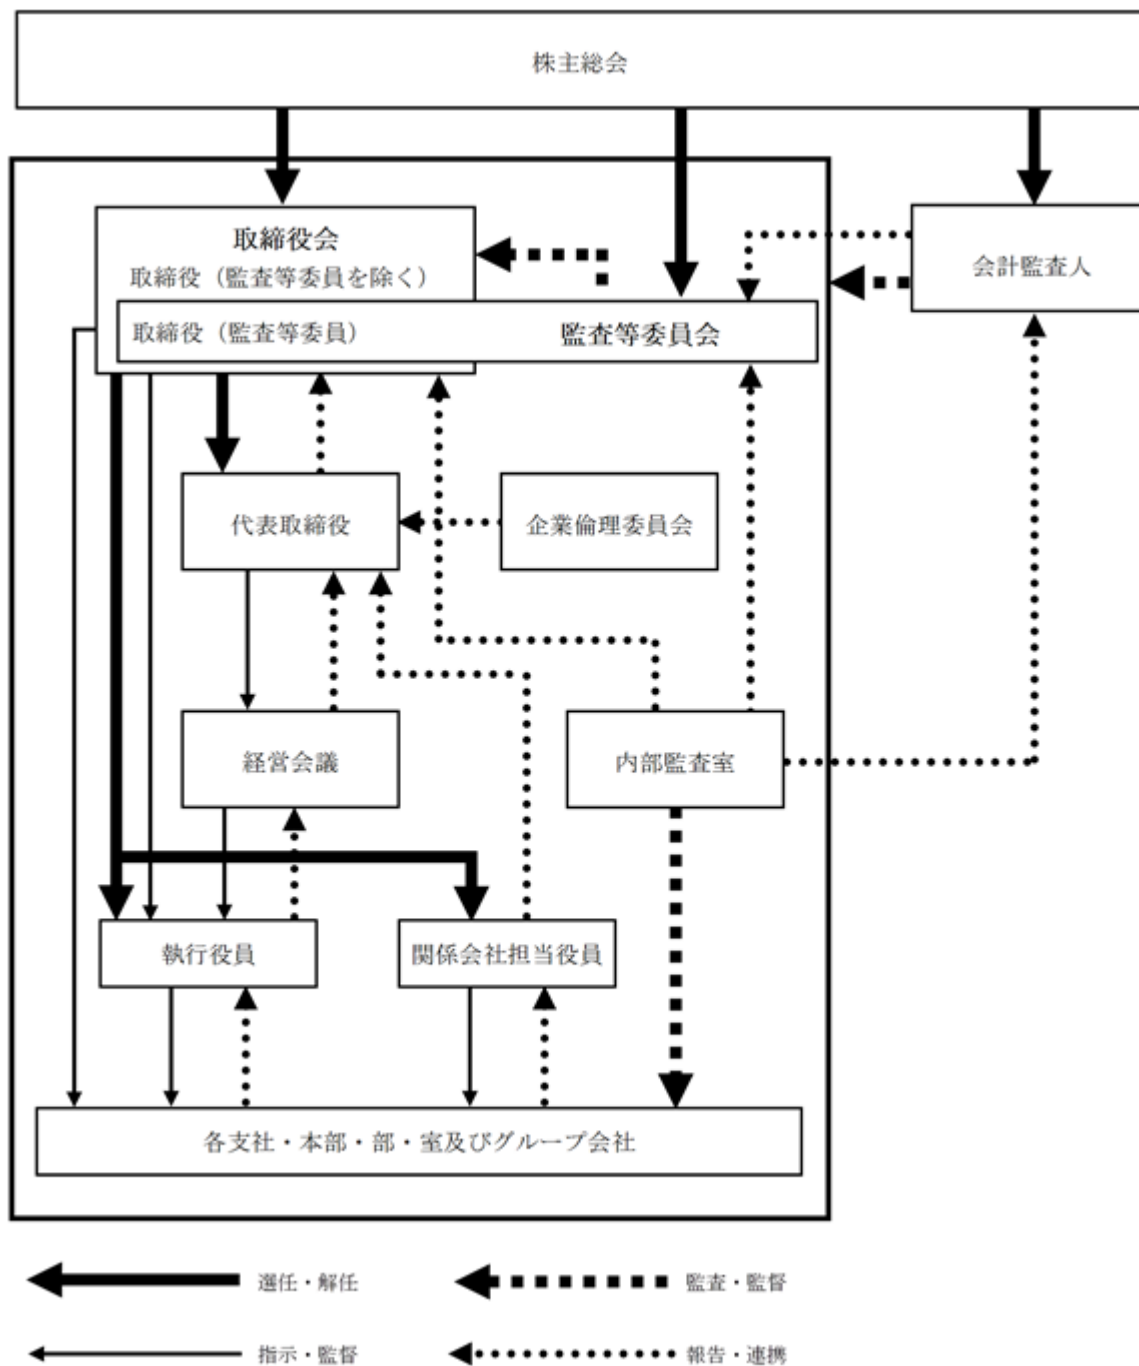 株主総会
取締役会
取締役（監査等委員を除く）
会計監査人
取締役（監査等委員）
監査等委員会
代表取締役
企業倫理委員会
経営会議
内部監査室
執行役員
関係会社担当役員
各支社・本部・部・室及びグループ会社
選任・解任
監査・監督
指示・監督
報告・連携